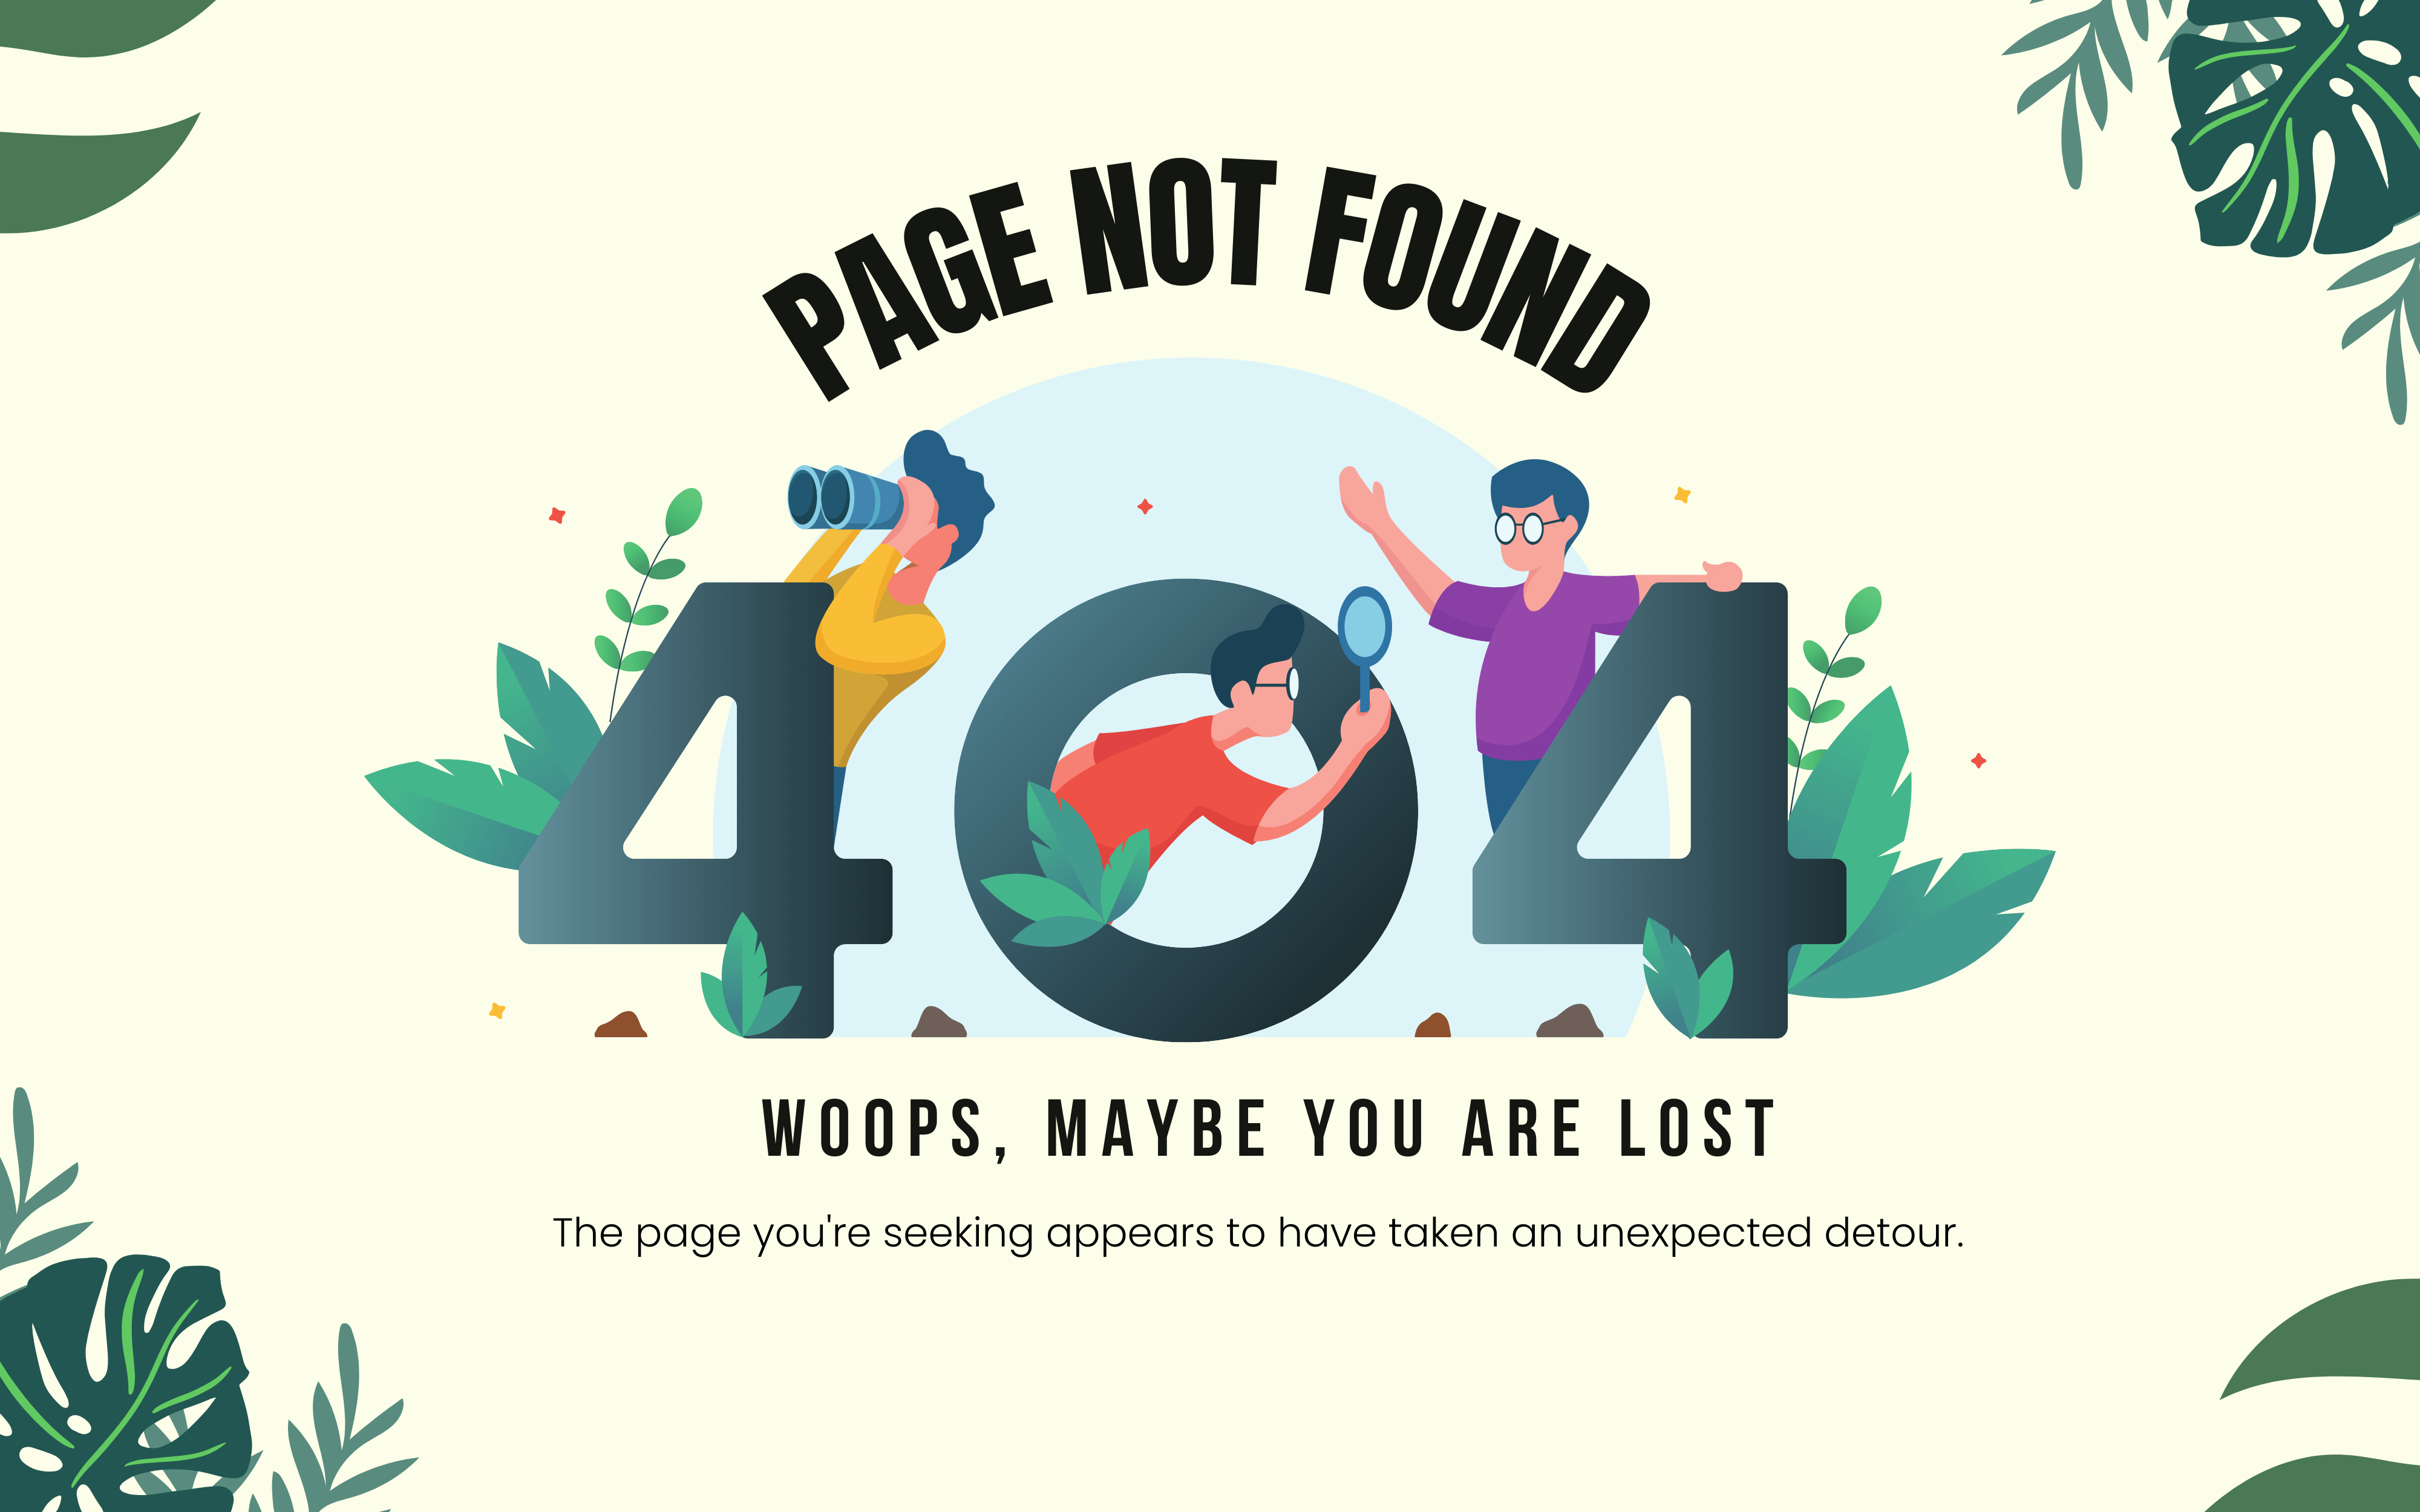 PAGE NOT FOUND
404
WOOPS, MAYBE YOU ARE LOST
The page you're seeking appears to have taken an unexpected detour.